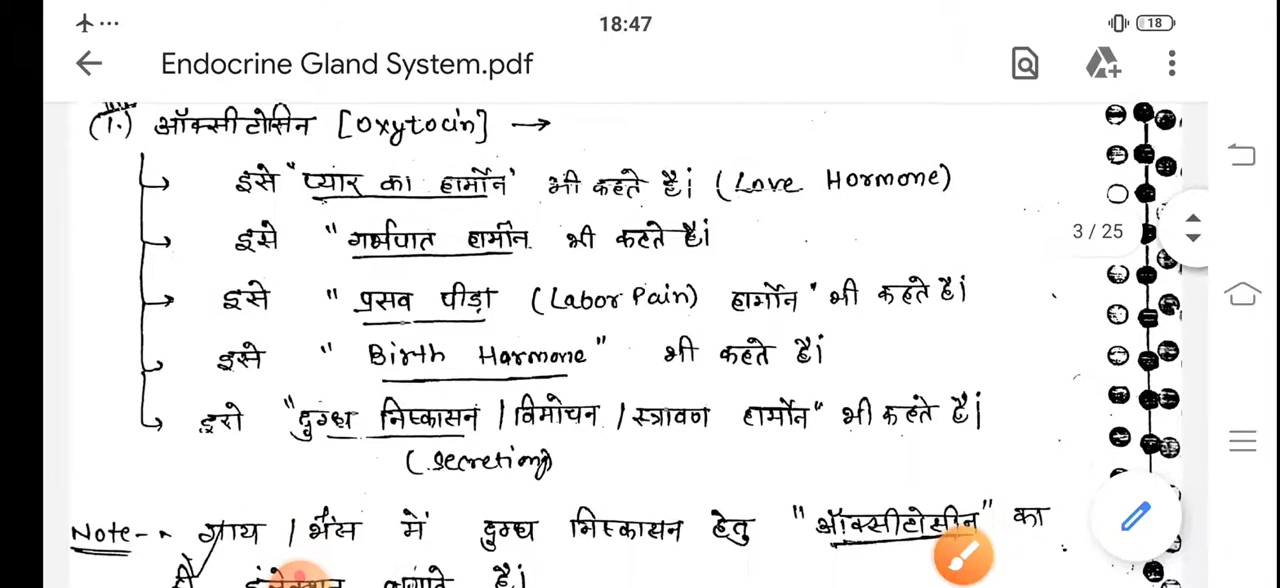 18:47
18
Endocrine Gland System.pdf
(1.) ऑक्सीटोसिन [Oxytocin] →
इसे "प्यार का हार्मोन" भी कहते हैं। (Love Hormone)
3 / 25
इसे "गर्भपात हार्मोन भी कहते हैं।
इसे "प्रसव पीड़ा (Labor Pain) हार्मोन" भी कहते हैं।
इसे "Birth Hormone" भी कहते हैं।
इसे "दुग्ध निष्कासन / विमोचन / स्त्रावण हार्मोन" भी कहते हैं।
(secretion)
Note - गाय / भैंस में दुग्ध निष्कासन हेतु "ऑक्सीटोसीन" का
ही इंजेक्शन लगाते हैं।